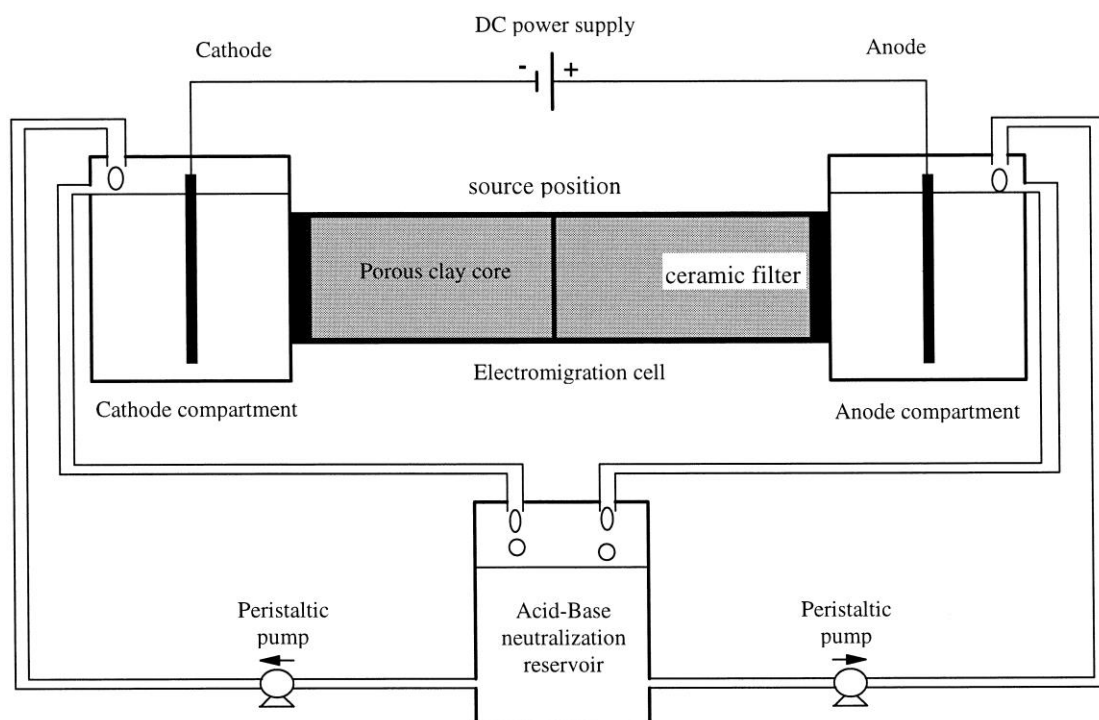 DC power supply
Cathode
Anode
- +
source position
Porous clay core
ceramic filter
Electromigration cell
Cathode compartment
Anode compartment
Peristaltic
pump
Acid-Base
neutralization
reservoir
Peristaltic
pump